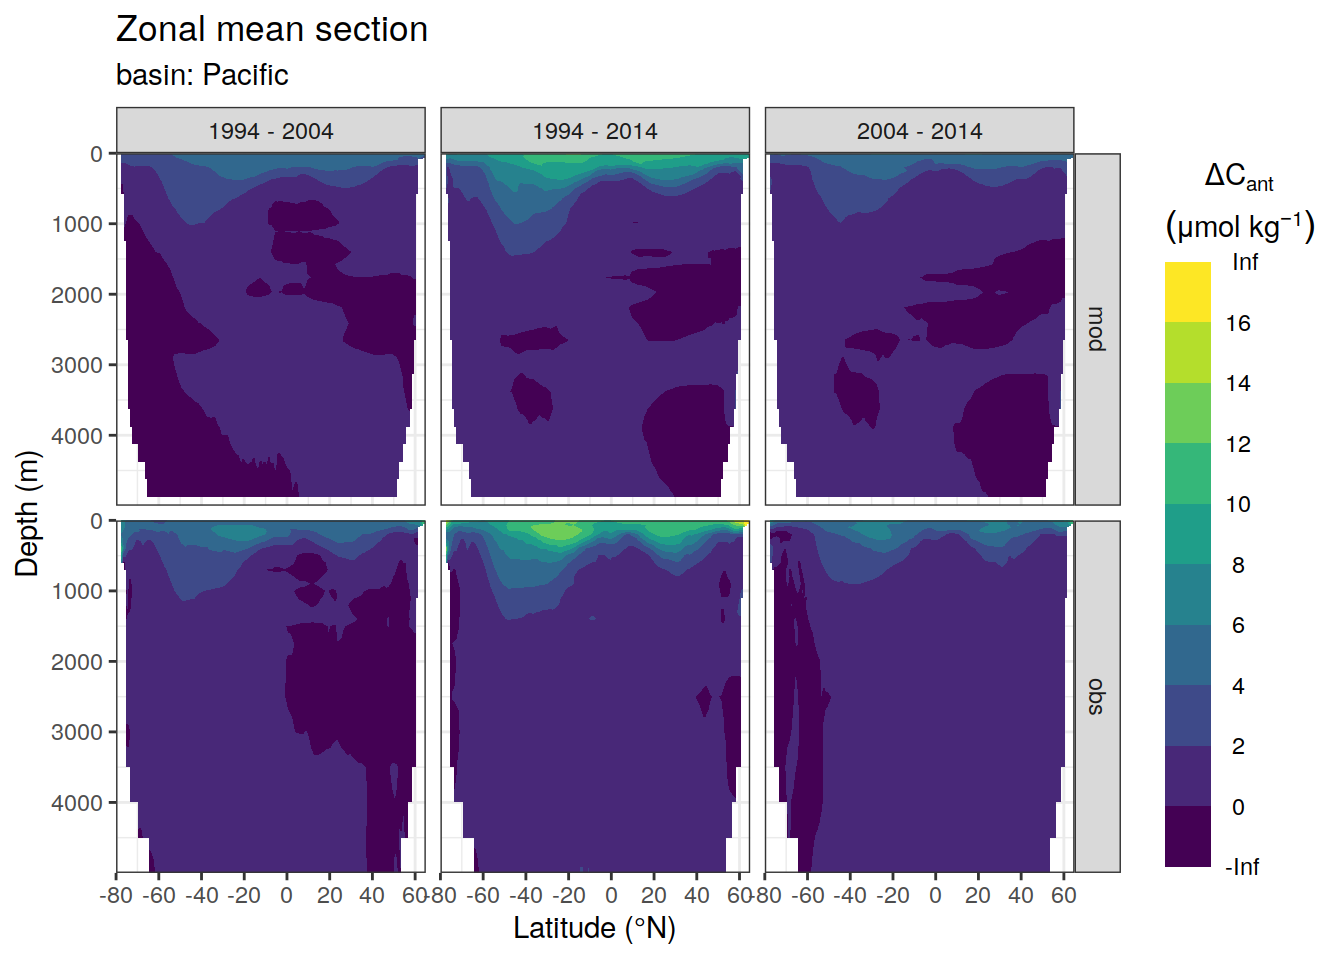 Zonal mean section
basin: Pacific
1994 - 2004
1994 - 2014
2004 - 2014
0
1000
2000
3000
4000
mod
0
1000
2000
3000
4000
obs
-80 -60 -40 -20 0 20 40 60
-80 -60 -40 -20 0 20 40 60
-80 -60 -40 -20 0 20 40 60
Latitude (°N)
Depth (m)
ΔCant
(μmol kg⁻¹)
Inf
16
14
12
10
8
6
4
2
0
-Inf